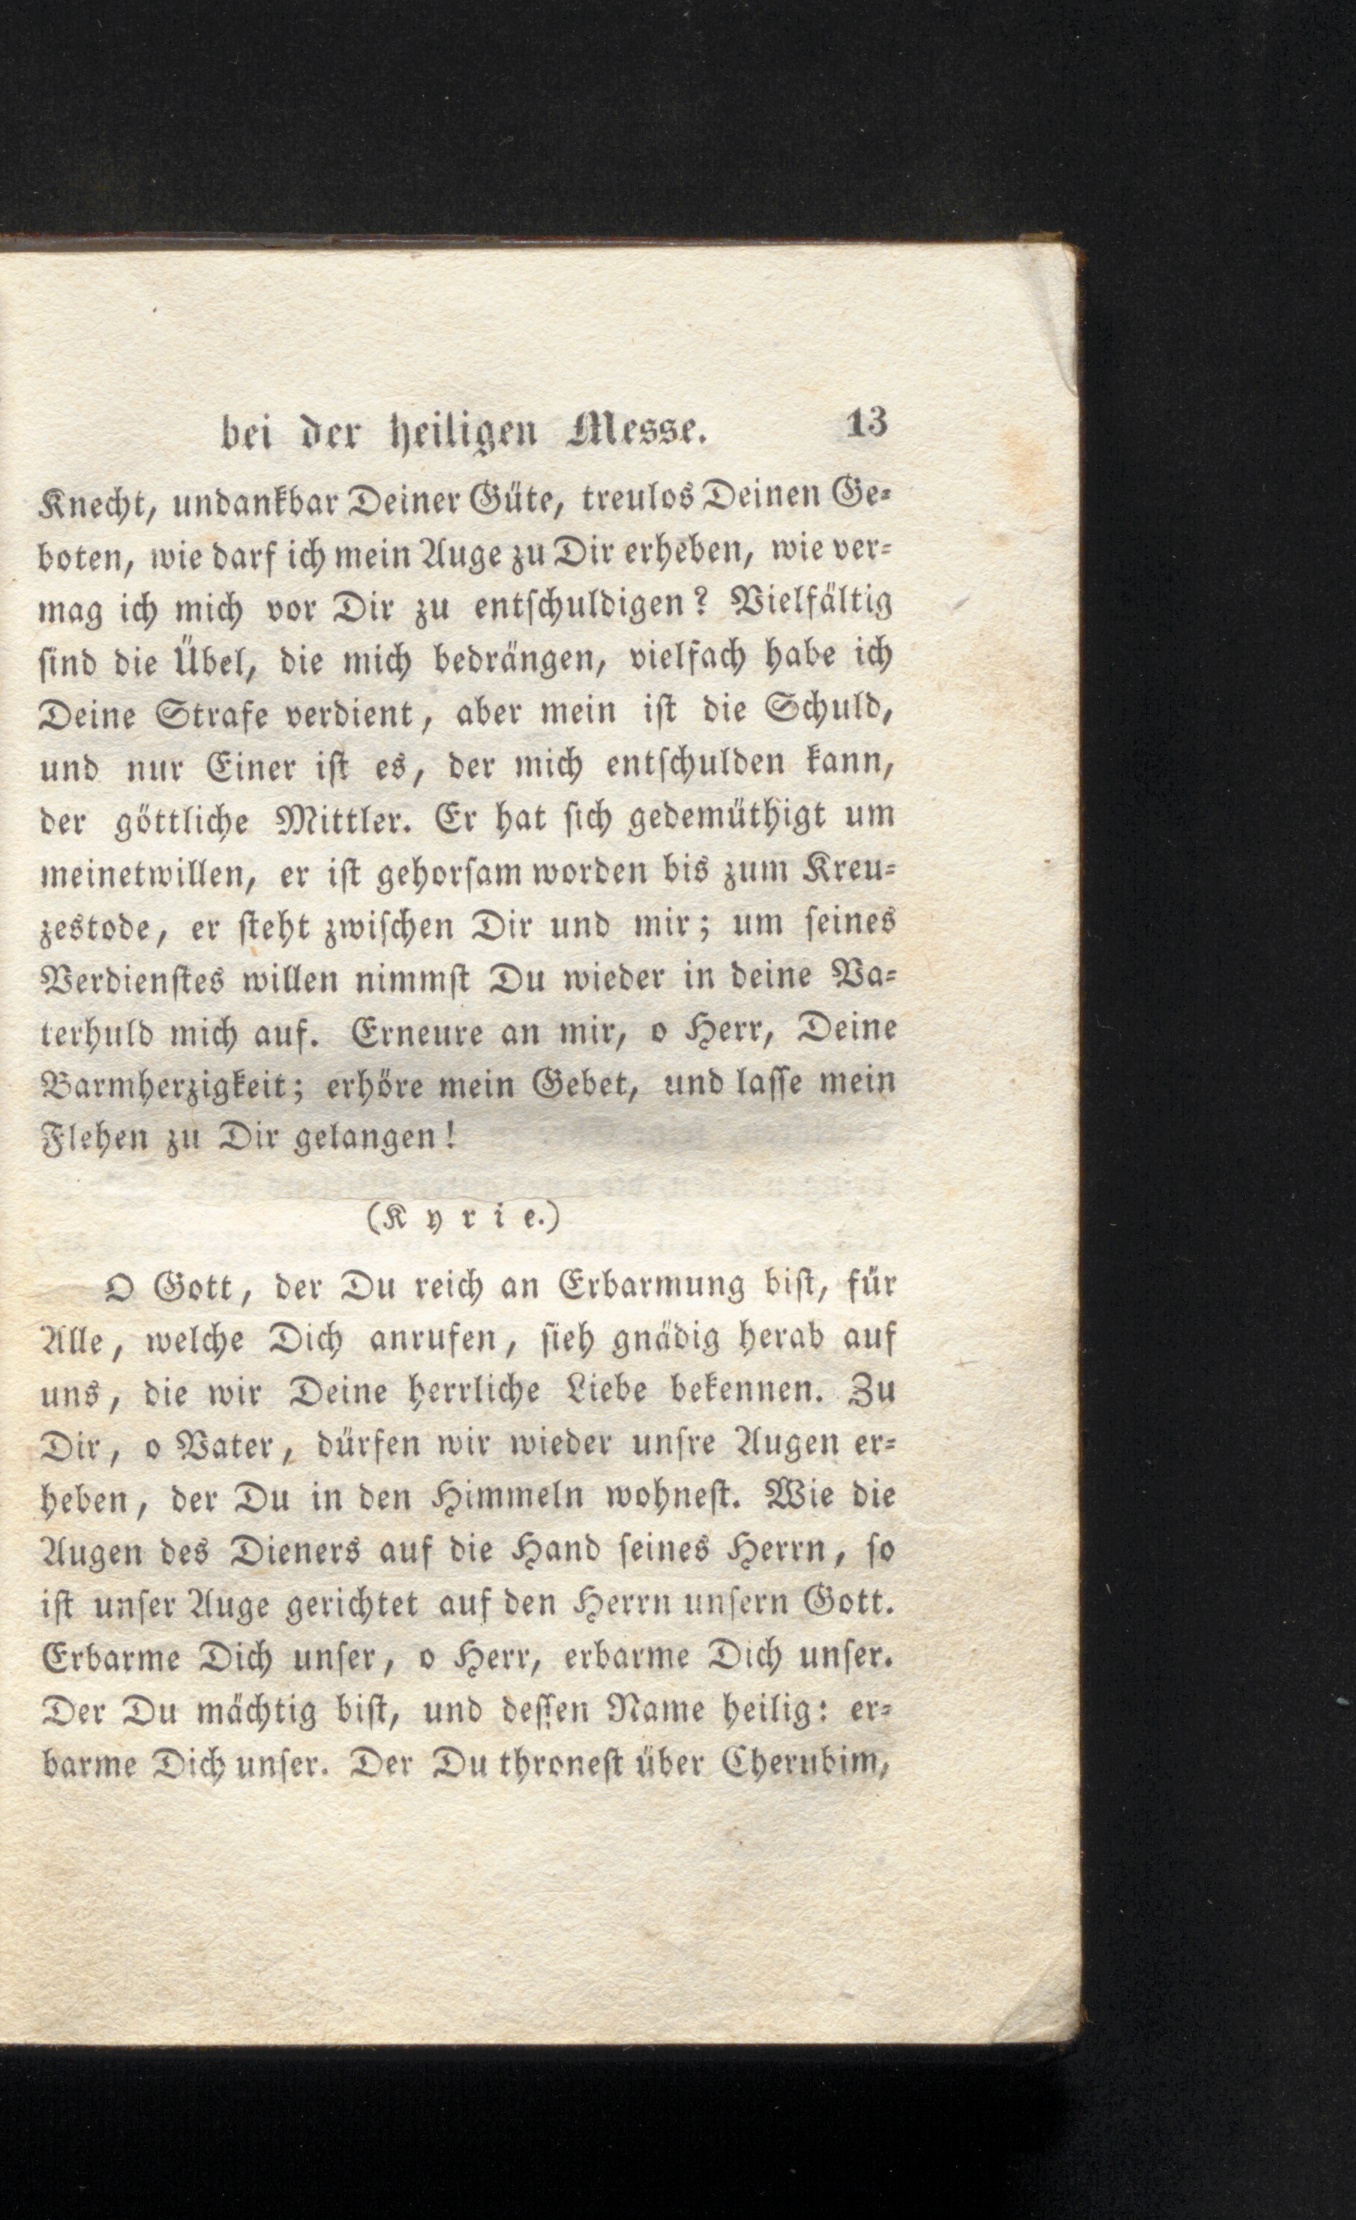 bei der heiligen Messe. 13
Knecht, undankbar Deiner Güte, treulos Deinen Ge-
boten, wie darf ich mein Auge zu Dir erheben, wie ver-
mag ich mich vor Dir zu entſchuldigen? Vielfältig
ſind die Übel, die mich bedrängen, vielfach habe ich
Deine Strafe verdient, aber mein iſt die Schuld,
und nur Einer iſt es, der mich entſchulden kann,
der göttliche Mittler. Er hat ſich gedemüthigt um
meinetwillen, er iſt gehorſam worden bis zum Kreu-
zestode, er ſteht zwiſchen Dir und mir; um ſeines
Verdienſtes willen nimmſt Du wieder in deine Va-
terhuld mich auf. Erneure an mir, o Herr, Deine
Barmherzigkeit; erhöre mein Gebet, und laſſe mein
Flehen zu Dir gelangen!
(Kyrie.)
O Gott, der Du reich an Erbarmung biſt, für
Alle, welche Dich anrufen, ſieh gnädig herab auf
uns, die wir Deine herrliche Liebe bekennen. Zu
Dir, o Vater, dürfen wir wieder unſre Augen er-
heben, der Du in den Himmeln wohneſt. Wie die
Augen des Dieners auf die Hand ſeines Herrn, ſo
iſt unſer Auge gerichtet auf den Herrn unſern Gott.
Erbarme Dich unſer, o Herr, erbarme Dich unſer.
Der Du mächtig biſt, und deſſen Name heilig: er-
barme Dich unſer. Der Du throneſt über Cherubim,